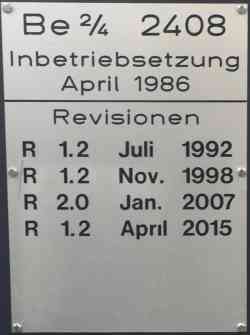 Be 2/4 2408
Inbetriebsetzung
April 1986
Revisionen
R 1.2 Juli 1992
R 1.2 Nov. 1998
R 2.0 Jan. 2007
R 1.2 April 2015